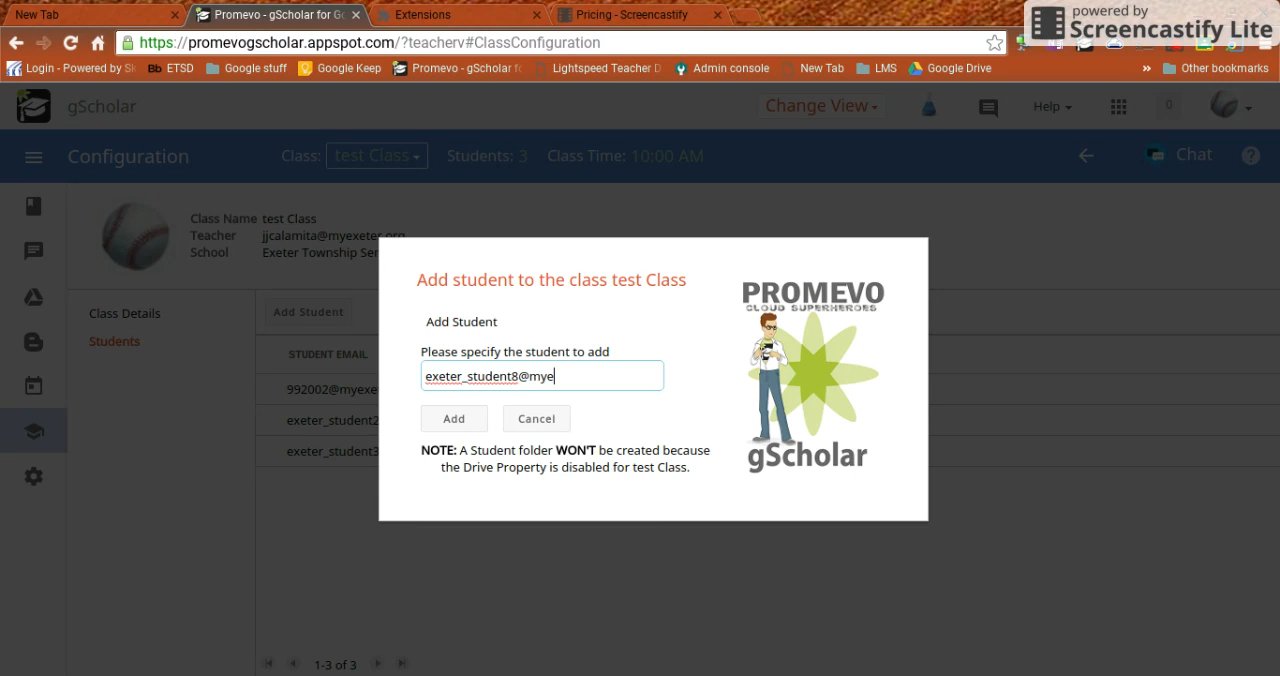 New Tab
Promevo - gScholar for Go
Extensions
Pricing - Screencastify
powered by
Screencastify Lite
https://promevogscholar.appspot.com/?teacherv#ClassConfiguration
Login - Powered by Sk
Bb ETSD
Google stuff
Google Keep
Promevo - gScholar fo
Lightspeed Teacher D
Admin console
New Tab
LMS
Google Drive
» Other bookmarks
gScholar
Change View
Help
0
Configuration
Class: test Class
Students: 3
Class Time: 10:00 AM
Chat
?
Class Name test Class
Teacher jjcalamita@myexeter.org
School Exeter Township Sen
Class Details
Students
Add Student
STUDENT EMAIL
992002@myexe
exeter_student2
exeter_student3
1-3 of 3
Add student to the class test Class
Add Student
Please specify the student to add
exeter_student8@mye
Add
Cancel
NOTE: A Student folder WON'T be created because
the Drive Property is disabled for test Class.
PROMEVO
CLOUD SUPERHEROES
gScholar